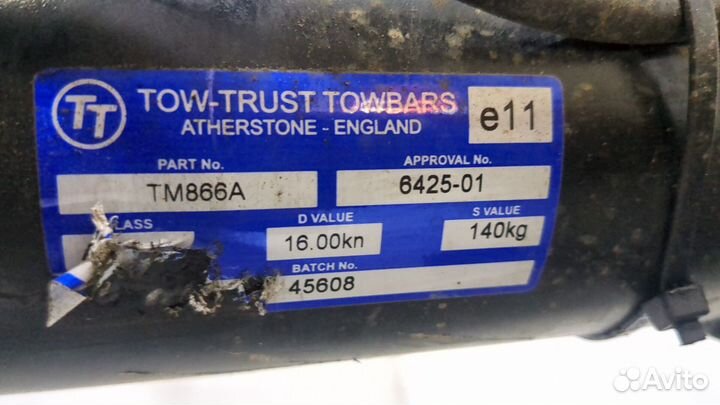 TT
TOW-TRUST TOWBARS
ATHERSTONE - ENGLAND
e11
PART No.
APPROVAL No.
TM866A
6425-01
D VALUE
S VALUE
16.00kn
140kg
BATCH No.
45608
Avito